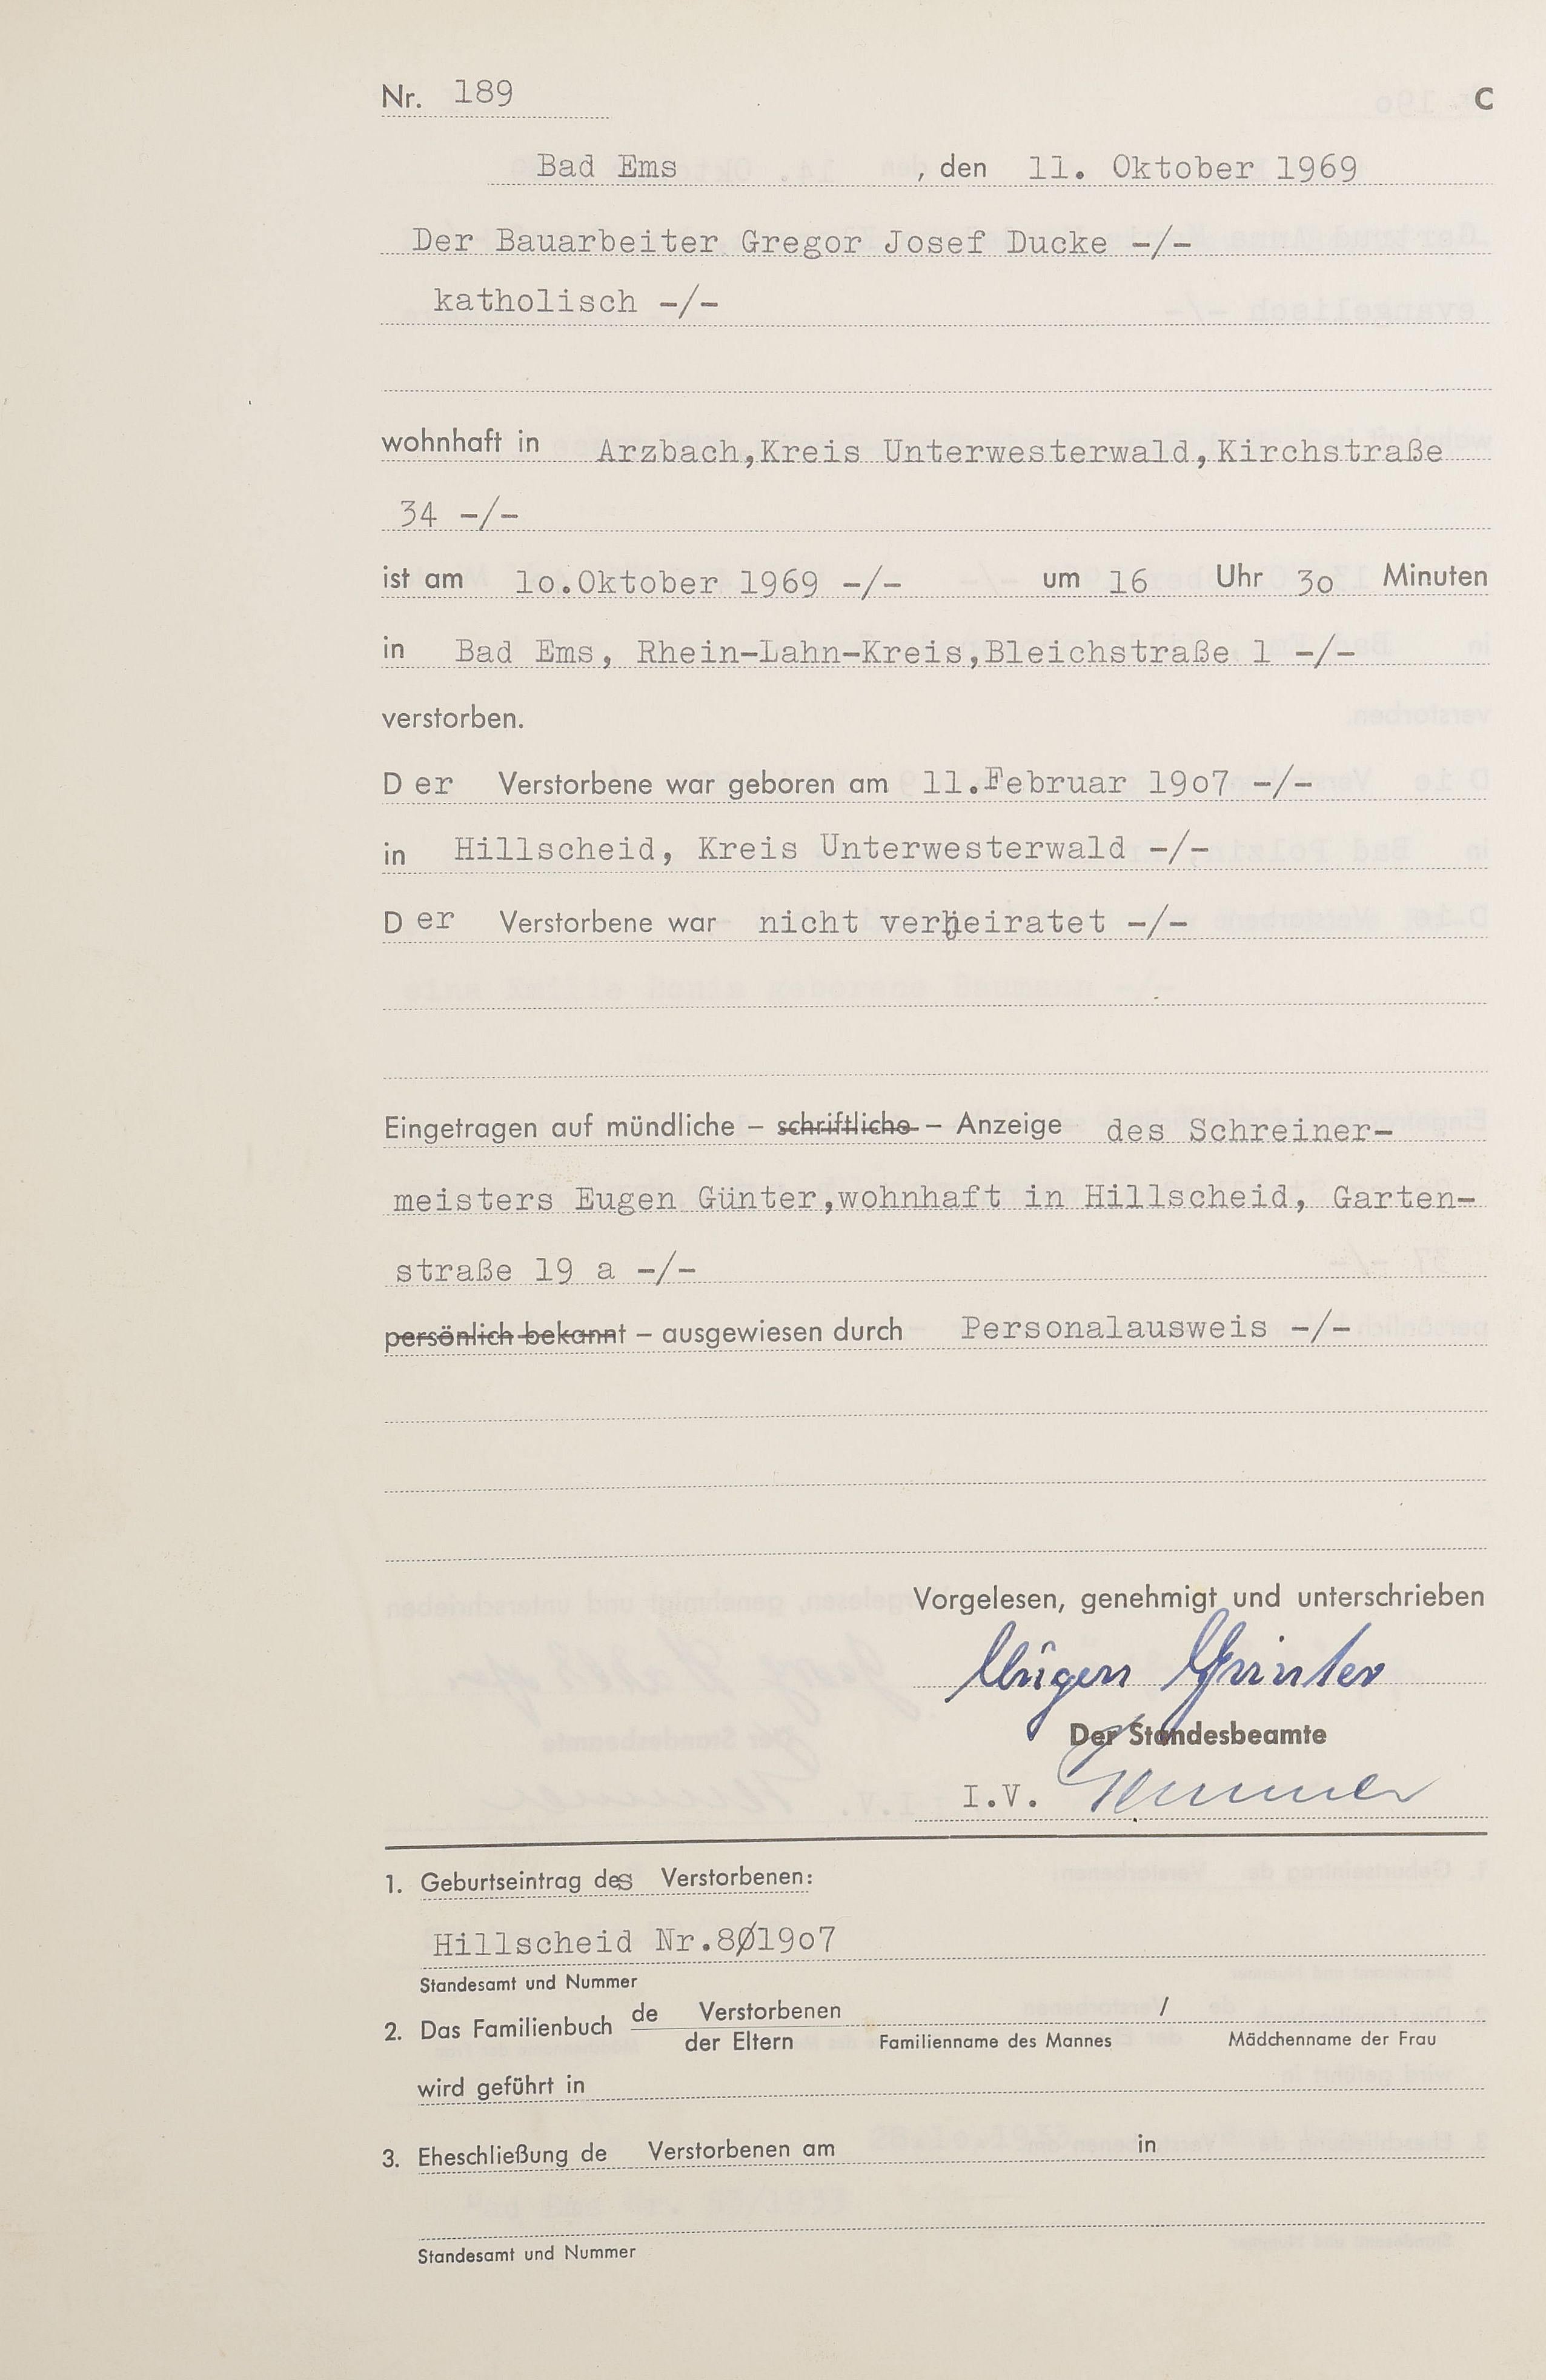 Nr. 189 C
Bad Ems , den 11. Oktober 1969
Der Bauarbeiter Gregor Josef Ducke -/-
katholisch -/-
wohnhaft in Arzbach,Kreis Unterwesterwald,Kirchstraße
34 -/-
ist am 1o.Oktober 1969 -/- um 16 Uhr 3o Minuten
in Bad Ems, Rhein-Lahn-Kreis,Bleichstraße 1 -/-
verstorben.
Der Verstorbene war geboren am 11.Februar 19o7 -/-
in Hillscheid, Kreis Unterwesterwald -/-
Der Verstorbene war nicht verheiratet -/-
Eingetragen auf mündliche – schriftliche – Anzeige des Schreiner-
meisters Eugen Günter,wohnhaft in Hillscheid, Garten-
straße 19 a -/-
persönlich bekannt – ausgewiesen durch Personalausweis -/-
Vorgelesen, genehmigt und unterschrieben
Eugen Günter
Der Standesbeamte
I.V.
1. Geburtseintrag des Verstorbenen:
Hillscheid Nr.8/19o7
Standesamt und Nummer
2. Das Familienbuch de Verstorbenen /
der Eltern Familienname des Mannes Mädchenname der Frau
wird geführt in
3. Eheschließung de Verstorbenen am in
Standesamt und Nummer